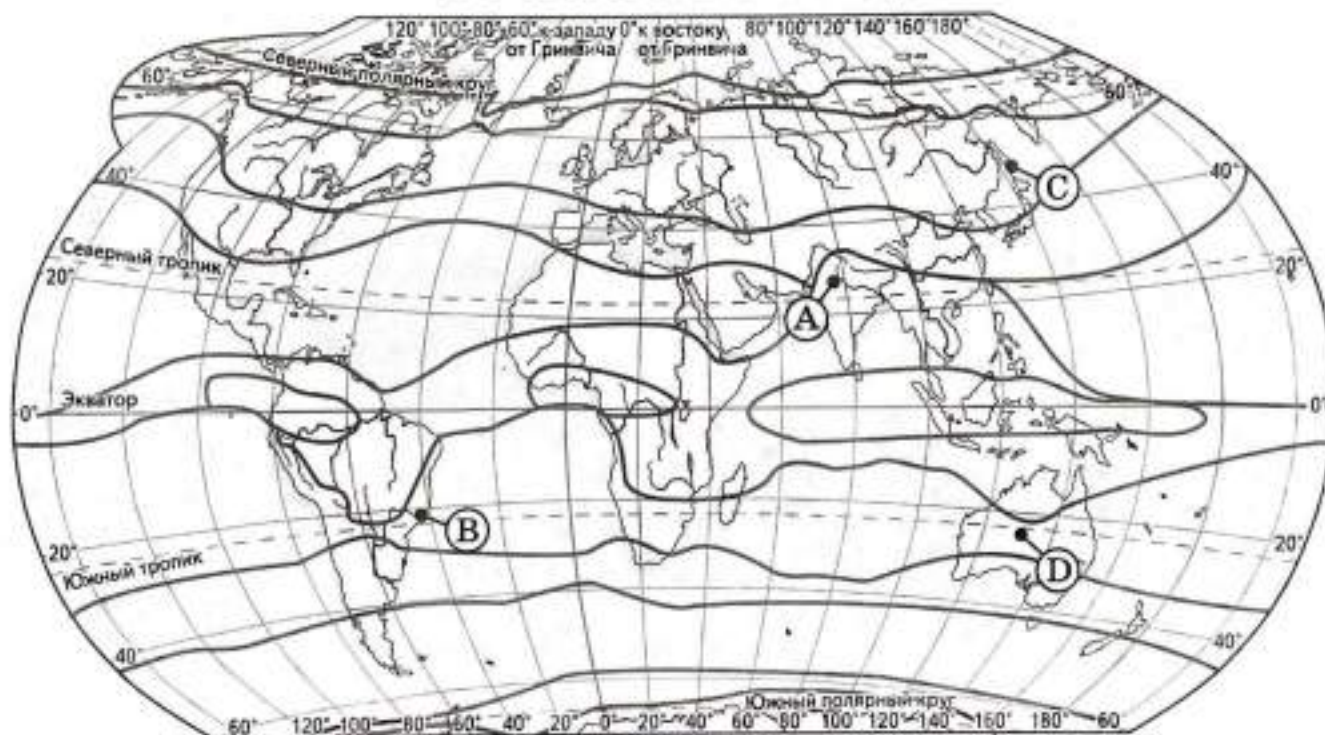 120° 100° 80° 60° к западу 0° к востоку 80° 100° 120° 140° 160° 180°
от Гринвича от Гринвича
Северный полярный круг
60° 60°
C
40° 40°
Северный тропик
20° 20°
A
Экватор
0° 0°
B
20° 20°
Южный тропик
D
40° 40°
Южный полярный круг
60° 120° 100° 80° 60° 40° 20° 0° 20° 40° 60° 80° 100° 120° 140° 160° 180° 60